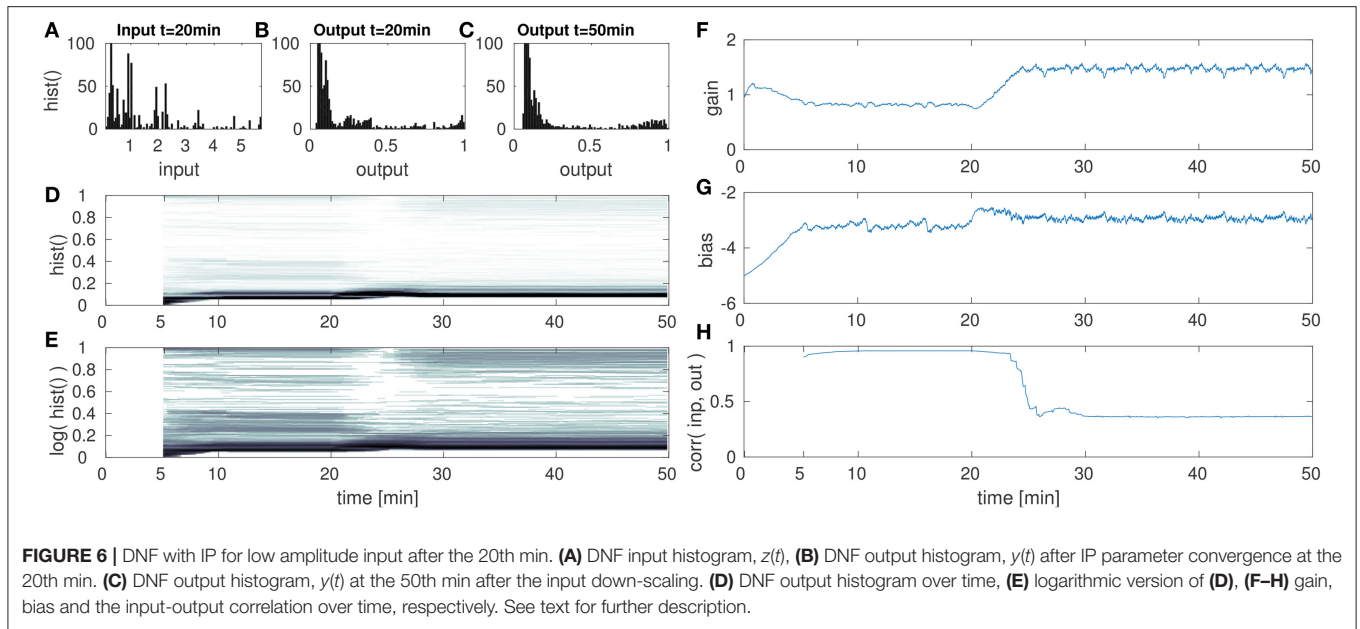 A Input t=20min
100
50
0
hist()
1 2 3 4 5
input
B Output t=20min
100
50
0
0 0.5 1
output
C Output t=50min
100
50
0
0 0.5 1
output
D
1
0.8
0.6
0.4
0.2
0
hist()
0 5 10 20 30 40 50
E
1
0.8
0.6
0.4
0.2
0
log( hist() )
0 5 10 20 30 40 50
time [min]
F
2
1
0
gain
0 10 20 30 40 50
G
-2
-4
-6
bias
0 10 20 30 40 50
H
1
0.5
0
corr( inp, out )
0 5 10 20 30 40 50
time [min]
FIGURE 6 | DNF with IP for low amplitude input after the 20th min. (A) DNF input histogram, z(t), (B) DNF output histogram, y(t) after IP parameter convergence at the
20th min. (C) DNF output histogram, y(t) at the 50th min after the input down-scaling. (D) DNF output histogram over time, (E) logarithmic version of (D), (F–H) gain,
bias and the input-output correlation over time, respectively. See text for further description.